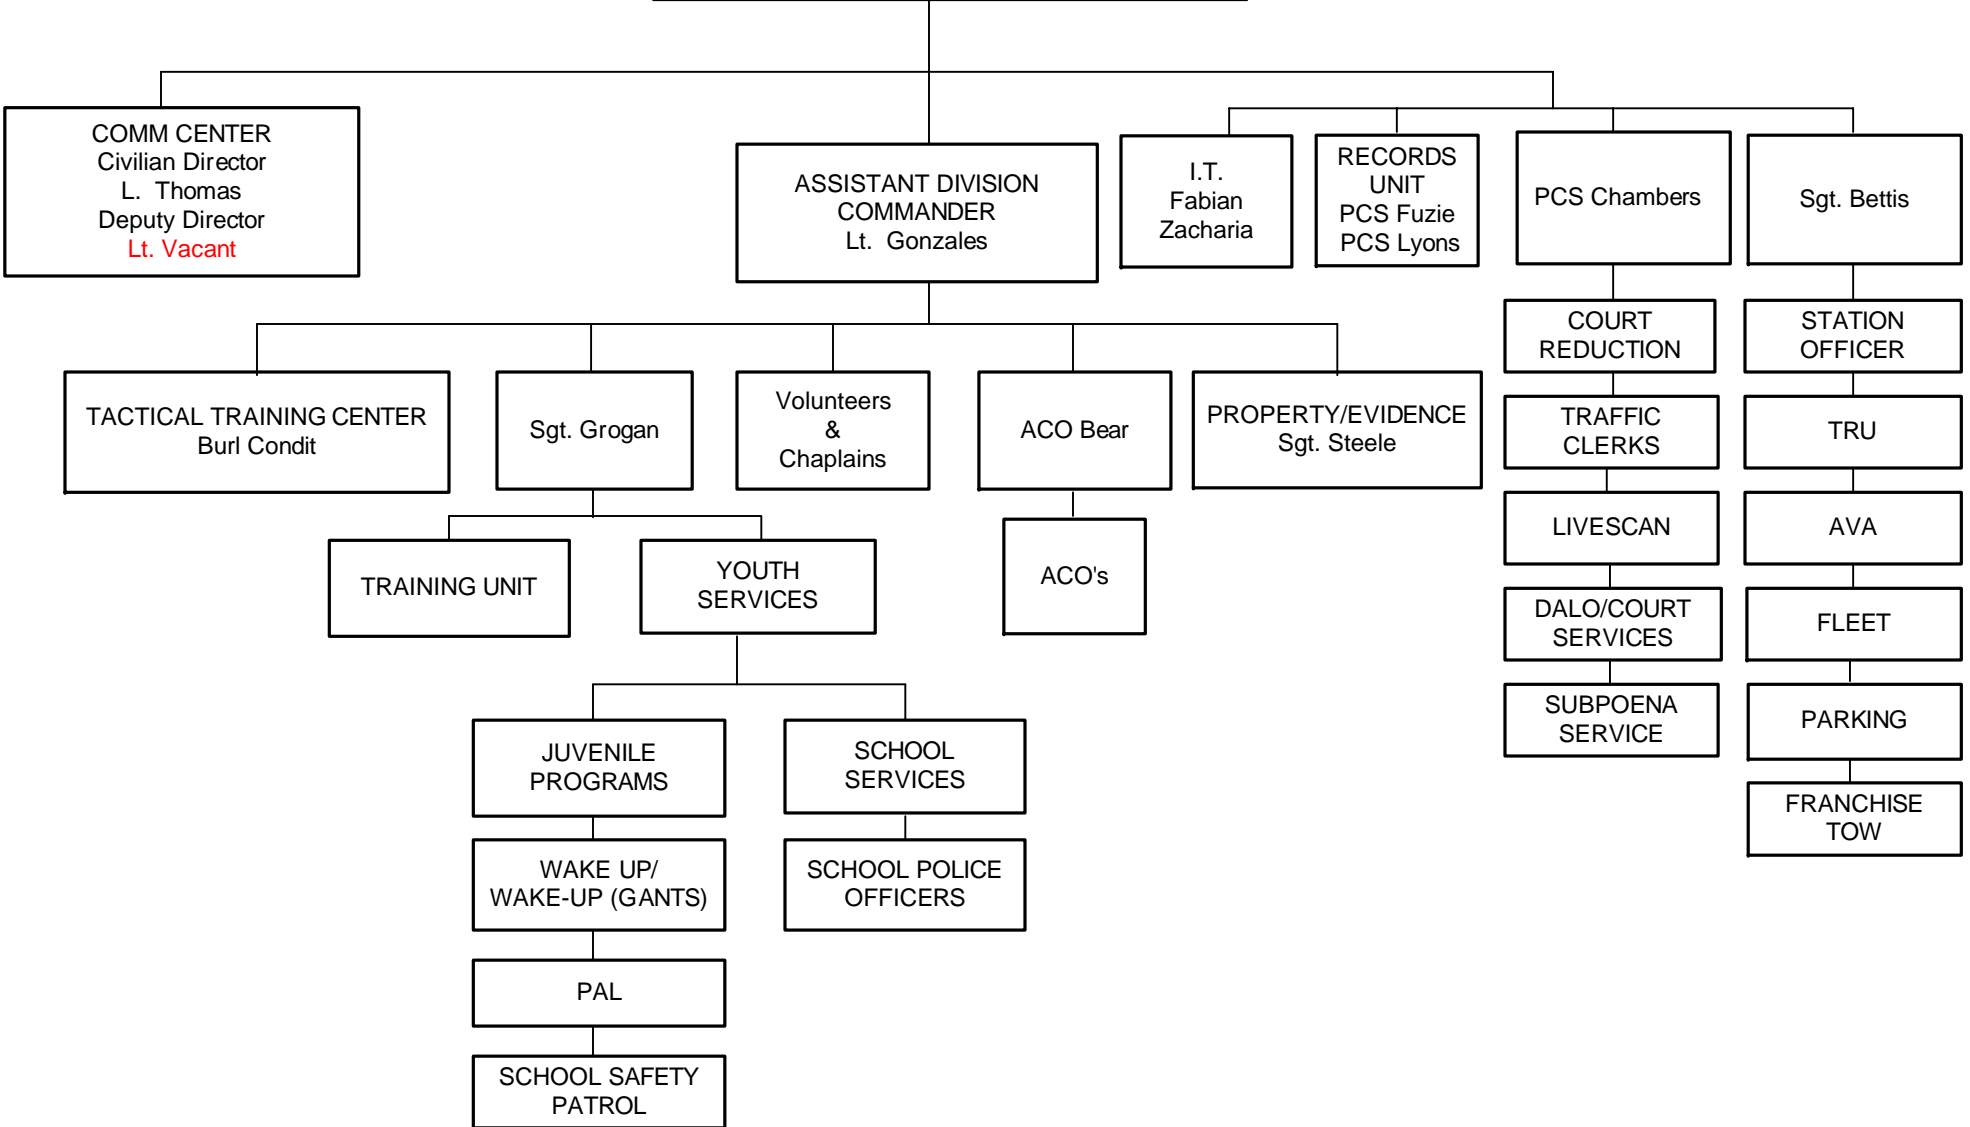 COMM CENTER
Civilian Director
L. Thomas
Deputy Director
Lt. Vacant
ASSISTANT DIVISION
COMMANDER
Lt. Gonzales
I.T.
Fabian
Zacharia
RECORDS
UNIT
PCS Fuzie
PCS Lyons
PCS Chambers
Sgt. Bettis
COURT
REDUCTION
STATION
OFFICER
TACTICAL TRAINING CENTER
Burl Condit
Sgt. Grogan
Volunteers
&
Chaplains
ACO Bear
PROPERTY/EVIDENCE
Sgt. Steele
TRAFFIC
CLERKS
TRU
TRAINING UNIT
YOUTH
SERVICES
ACO's
LIVESCAN
AVA
DALO/COURT
SERVICES
FLEET
JUVENILE
PROGRAMS
SCHOOL
SERVICES
SUBPOENA
SERVICE
PARKING
FRANCHISE
TOW
WAKE UP/
WAKE-UP (GANTS)
SCHOOL POLICE
OFFICERS
PAL
SCHOOL SAFETY
PATROL